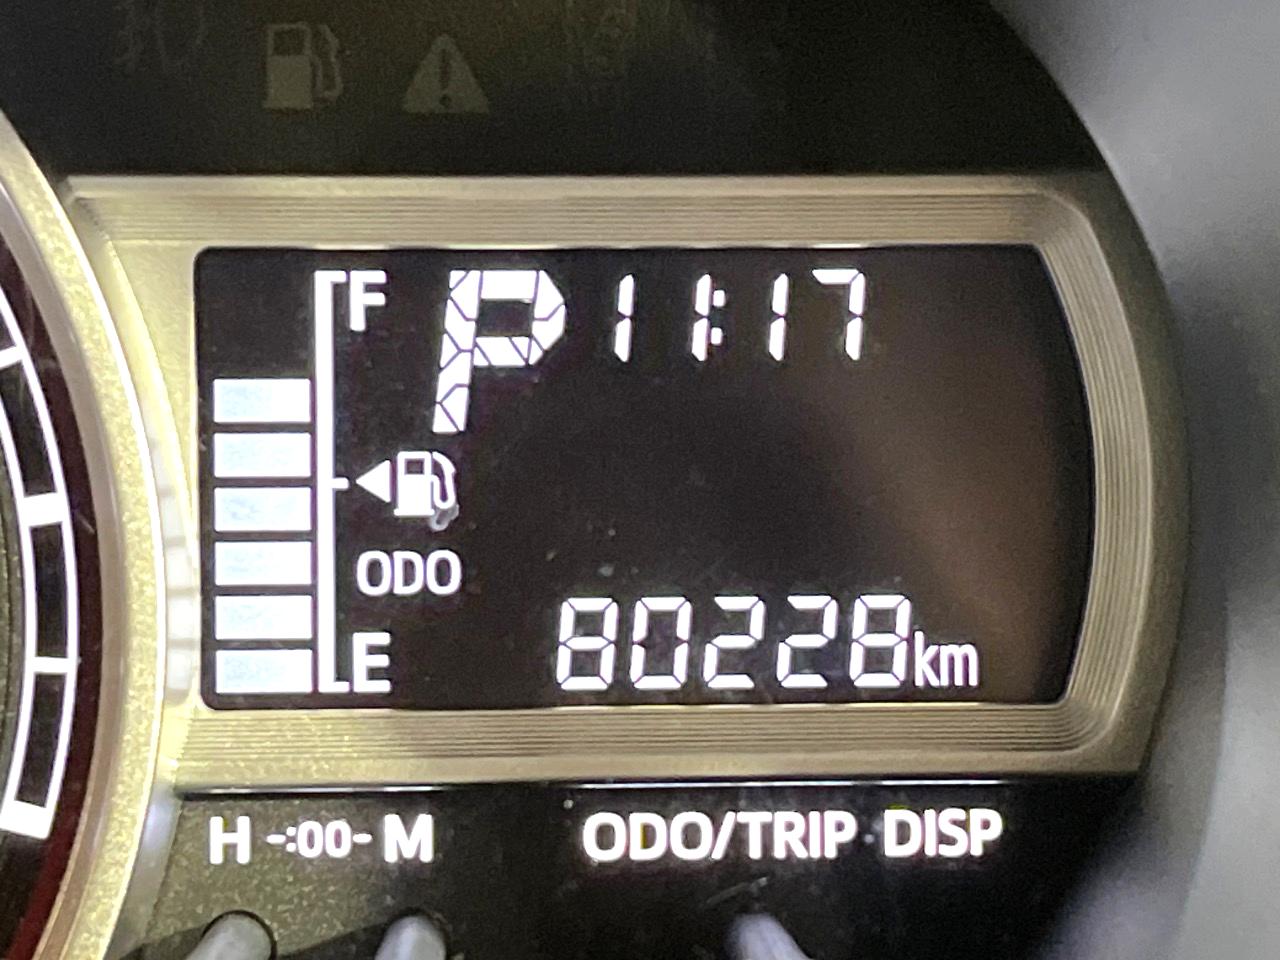 F P 11:17
ODO
E 80228km
H -:00- M ODO/TRIP · DISP